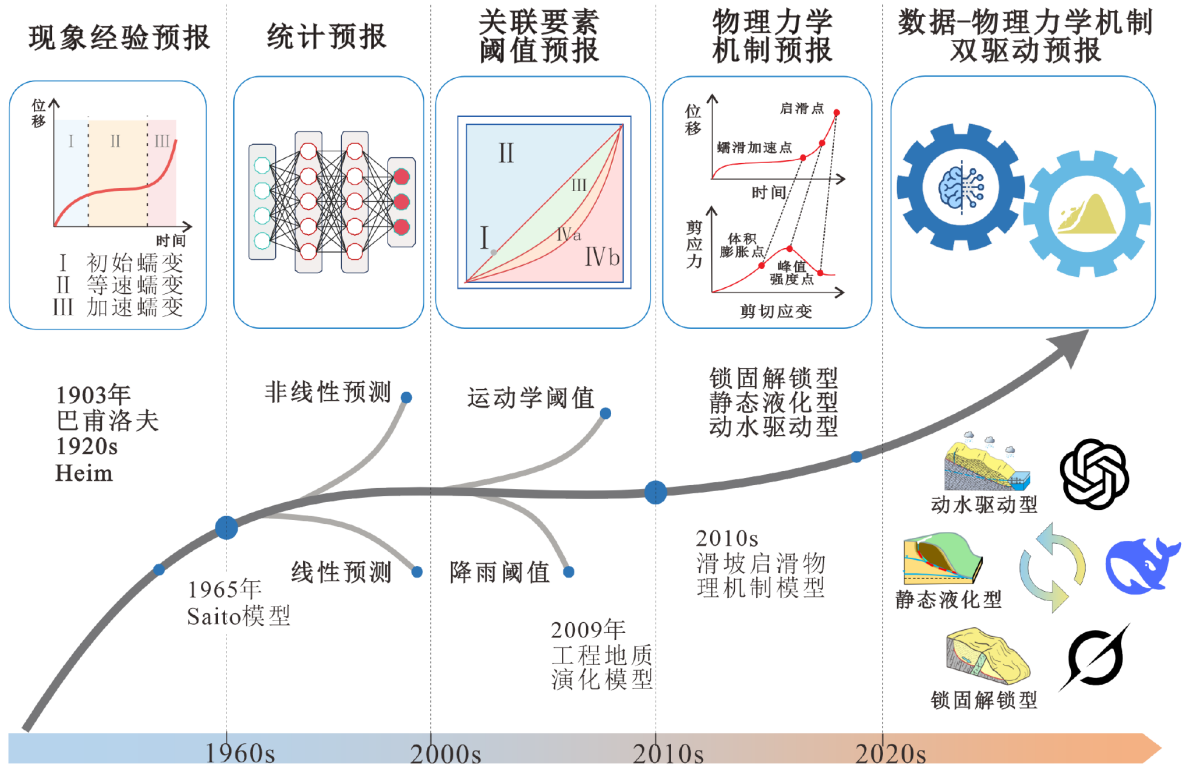 现象经验预报
统计预报
关联要素
阈值预报
物理力学
机制预报
数据-物理力学机制
双驱动预报
位移
Ⅰ
Ⅱ
Ⅲ
时间
Ⅰ 初始蠕变
Ⅱ 等速蠕变
Ⅲ 加速蠕变
Ⅱ
Ⅲ
Ⅰ
Ⅳa
Ⅳb
位移
启滑点
蠕滑加速点
时间
剪应力
体积
膨胀点
峰值
强度点
剪切应变
1903年
巴甫洛夫
1920s
Heim
非线性预测
线性预测
1965年
Saito模型
运动学阈值
降雨阈值
2009年
工程地质
演化模型
锁固解锁型
静态液化型
动水驱动型
2010s
滑坡启滑物
理机制模型
动水驱动型
静态液化型
锁固解锁型
1960s
2000s
2010s
2020s